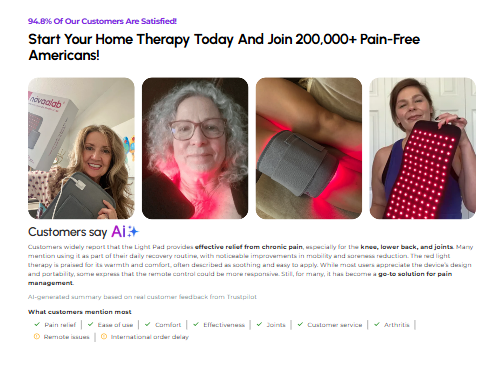 94.8% Of Our Customers Are Satisfied!
Start Your Home Therapy Today And Join 200,000+ Pain-Free
Americans!
novaalab
Customers say Ai
Customers widely report that the Light Pad provides effective relief from chronic pain, especially for the knee, lower back, and joints. Many
mention using it as part of their daily recovery routine, with noticeable improvements in mobility and soreness reduction. The red light
therapy is praised for its warmth and comfort, often described as soothing and easy to apply. While most users appreciate the device's design
and portability, some express that the remote control could be more responsive. Still, for many, it has become a go-to solution for pain
management.
AI-generated summary based on real customer feedback from Trustpilot
What customers mention most
Pain relief | Ease of use | Comfort | Effectiveness | Joints | Customer service | Arthritis |
Remote issues | International order delay